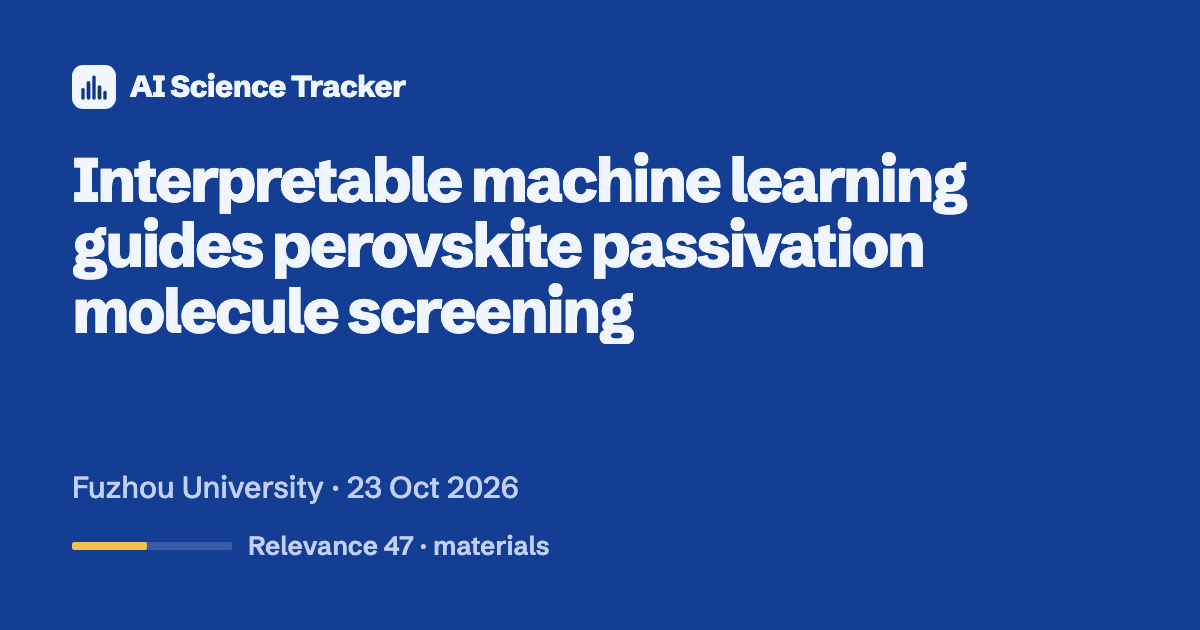 AI Science Tracker
Interpretable machine learning
guides perovskite passivation
molecule screening
Fuzhou University · 23 Oct 2026
Relevance 47 · materials